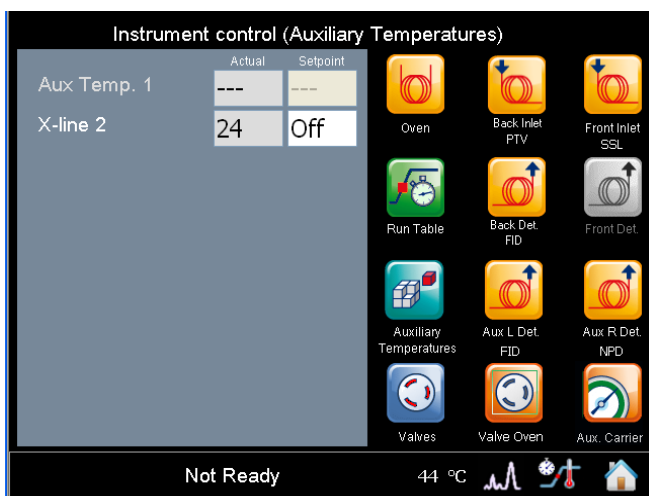 Instrument control (Auxiliary Temperatures)
Actual Setpoint
Aux Temp. 1 --- ---
X-line 2 24 Off
Oven
Back Inlet
PTV
Front Inlet
SSL
Run Table
Back Det.
FID
Front Det.
Auxiliary
Temperatures
Aux L Det.
FID
Aux R Det.
NPD
Valves
Valve Oven
Aux. Carrier
Not Ready
44 °C